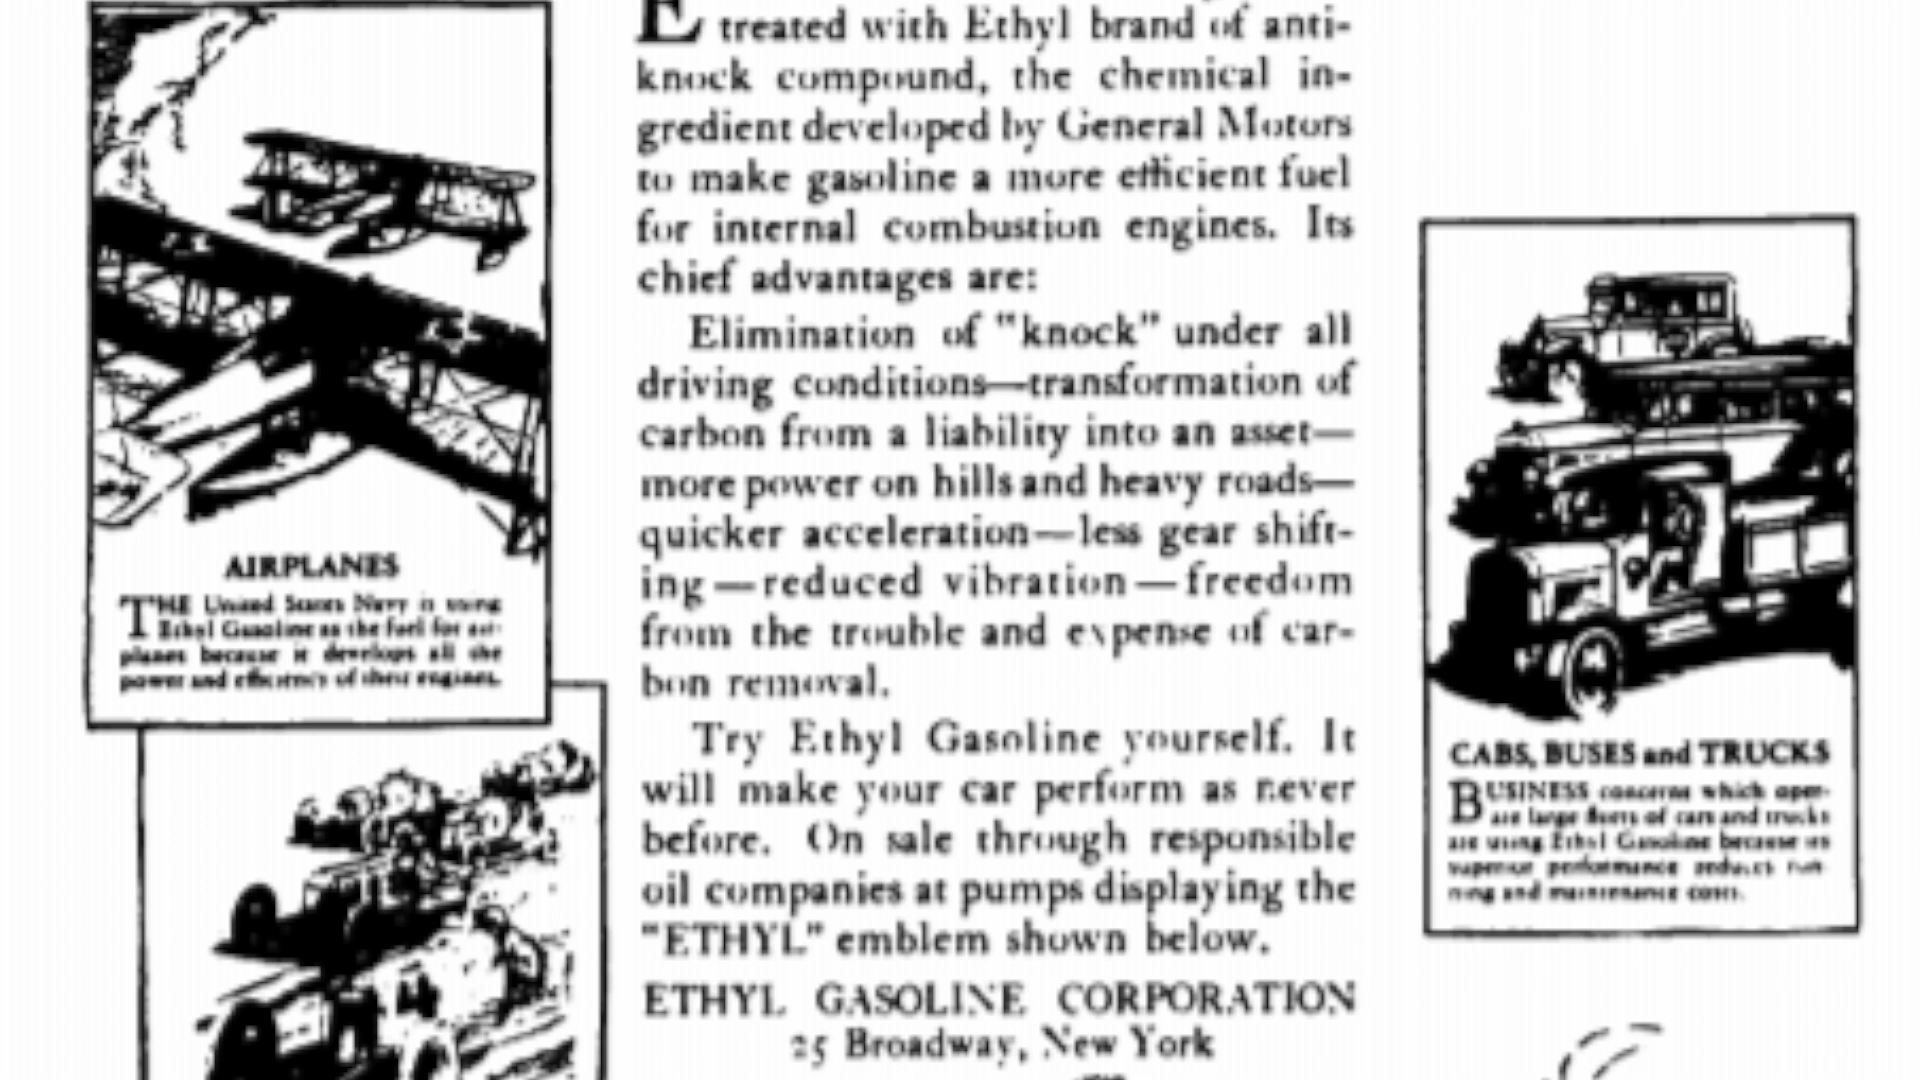 E
treated with Ethyl brand of anti-
knock compound, the chemical in-
gredient developed by General Motors
to make gasoline a more efficient fuel
for internal combustion engines. Its
chief advantages are:
Elimination of "knock" under all
driving conditions—transformation of
carbon from a liability into an asset—
more power on hills and heavy roads—
quicker acceleration—less gear shift-
ing—reduced vibration—freedom
from the trouble and expense of car-
bon removal.
Try Ethyl Gasoline yourself. It
will make your car perform as never
before. On sale through responsible
oil companies at pumps displaying the
"ETHYL" emblem shown below.
ETHYL GASOLINE CORPORATION
25 Broadway, New York
AIRPLANES
THE United States Navy is using
Ethyl Gasoline as the fuel for air-
planes because it develops all the
power and efficiency of their engines.
CABS, BUSES and TRUCKS
BUSINESS concerns which oper-
ate large fleets of cars and trucks
are using Ethyl Gasoline because its
superior performance reduces run-
ning and maintenance costs.
4